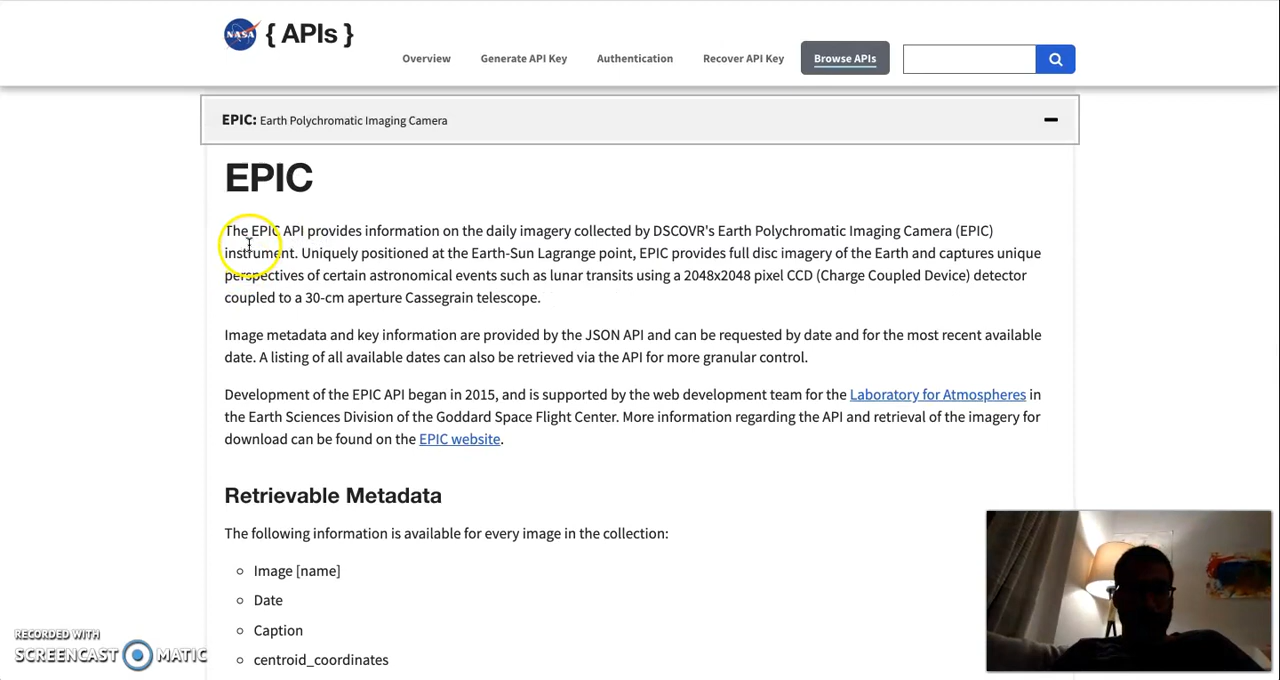 NASA { APIs }
Overview Generate API Key Authentication Recover API Key Browse APIs
EPIC: Earth Polychromatic Imaging Camera
EPIC
The EPIC API provides information on the daily imagery collected by DSCOVR's Earth Polychromatic Imaging Camera (EPIC)
instrument. Uniquely positioned at the Earth-Sun Lagrange point, EPIC provides full disc imagery of the Earth and captures unique
perspectives of certain astronomical events such as lunar transits using a 2048x2048 pixel CCD (Charge Coupled Device) detector
coupled to a 30-cm aperture Cassegrain telescope.
Image metadata and key information are provided by the JSON API and can be requested by date and for the most recent available
date. A listing of all available dates can also be retrieved via the API for more granular control.
Development of the EPIC API began in 2015, and is supported by the web development team for the Laboratory for Atmospheres in
the Earth Sciences Division of the Goddard Space Flight Center. More information regarding the API and retrieval of the imagery for
download can be found on the EPIC website.
Retrievable Metadata
The following information is available for every image in the collection:
Image [name]
Date
Caption
centroid_coordinates
RECORDED WITH
SCREENCAST MATIC